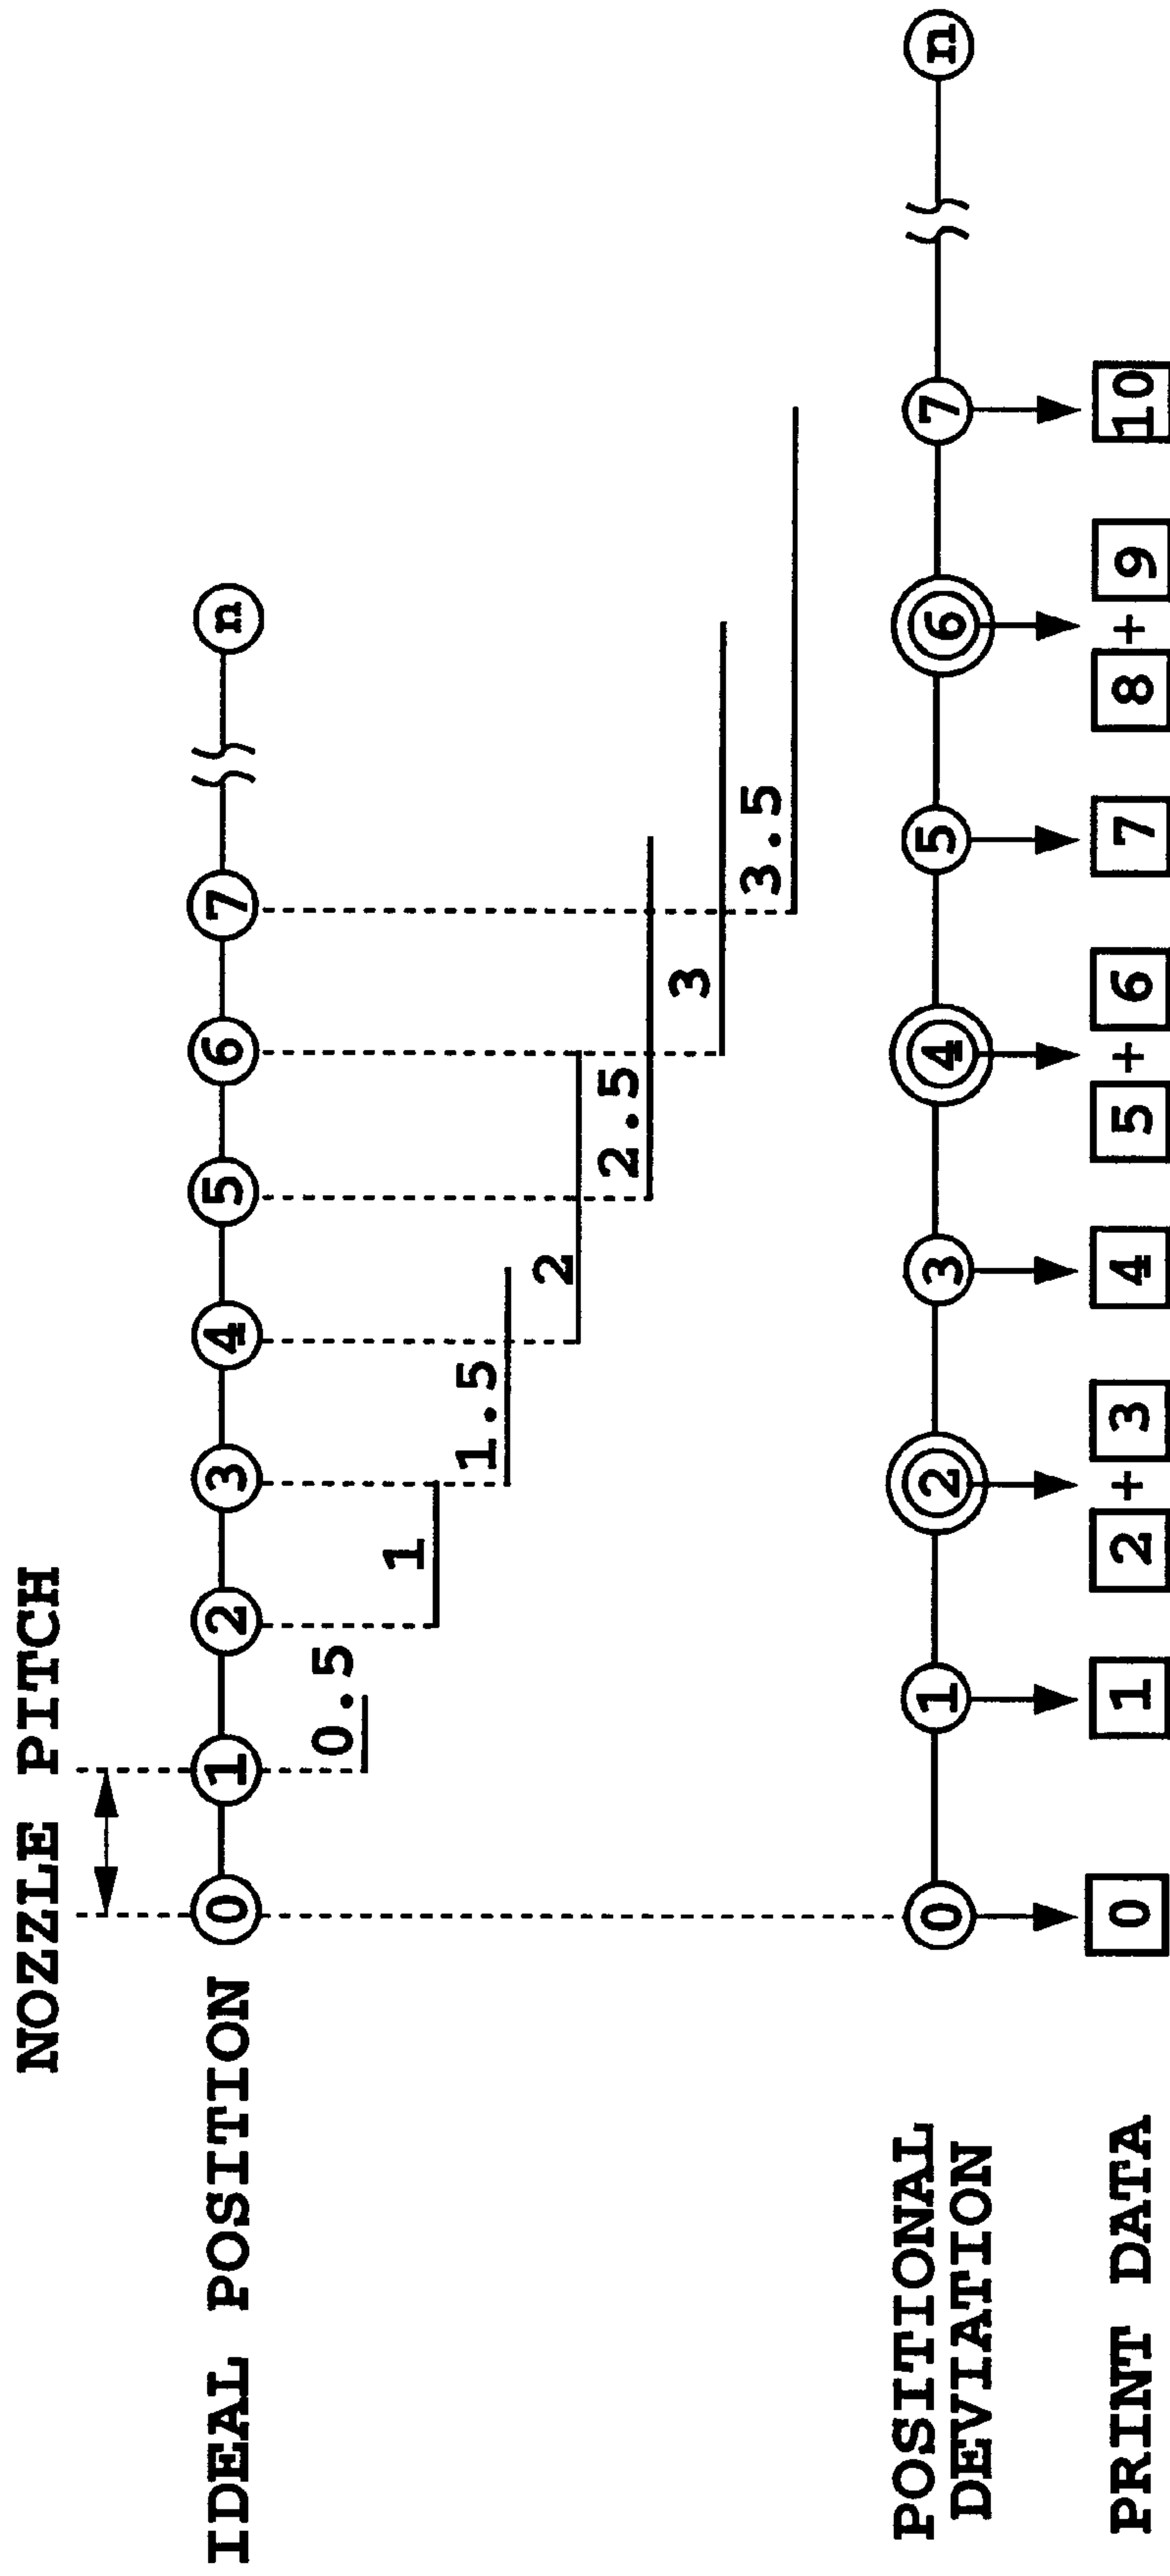 NOZZLE PITCH
IDEAL POSITION 0 1 2 3 4 5 6 7 n
0.5
1
1.5
2
2.5
3
3.5
POSITIONAL
DEVIATION
0 1 2 3 4 5 6 7 n
PRINT DATA 0 1 2 + 3 4 5 + 6 7 8 + 9 10